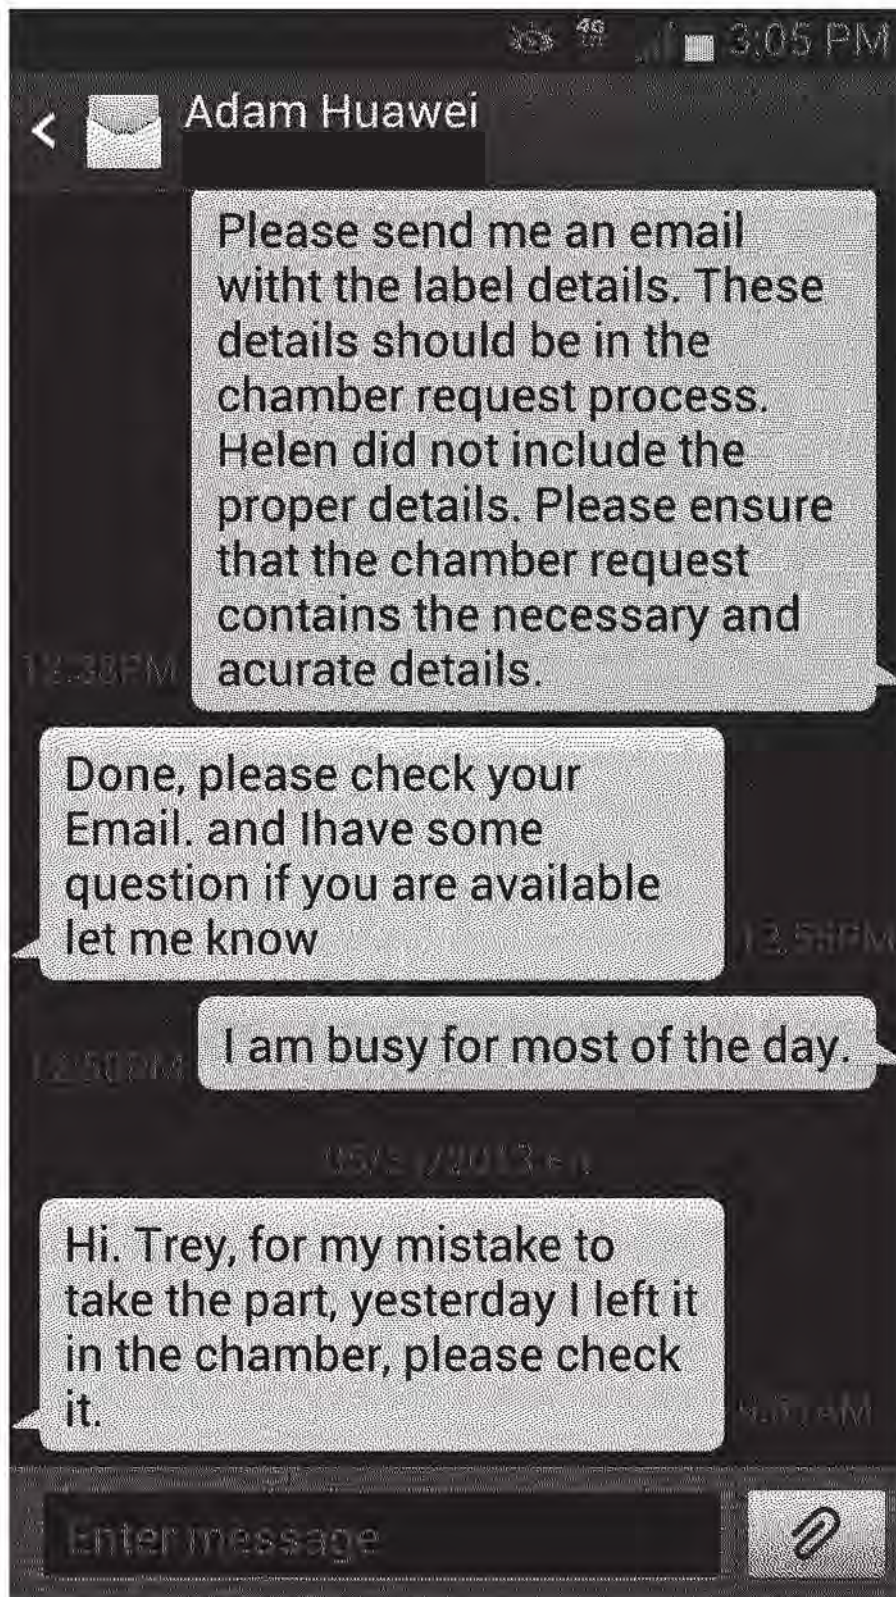 4G
3:05 PM
Adam Huawei
Please send me an email
witht the label details. These
details should be in the
chamber request process.
Helen did not include the
proper details. Please ensure
that the chamber request
contains the necessary and
acurate details.
12:38PM
Done, please check your
Email. and Ihave some
question if you are available
let me know
I am busy for most of the day.
Hi. Trey, for my mistake to
take the part, yesterday I left it
in the chamber, please check
it.
Enter message